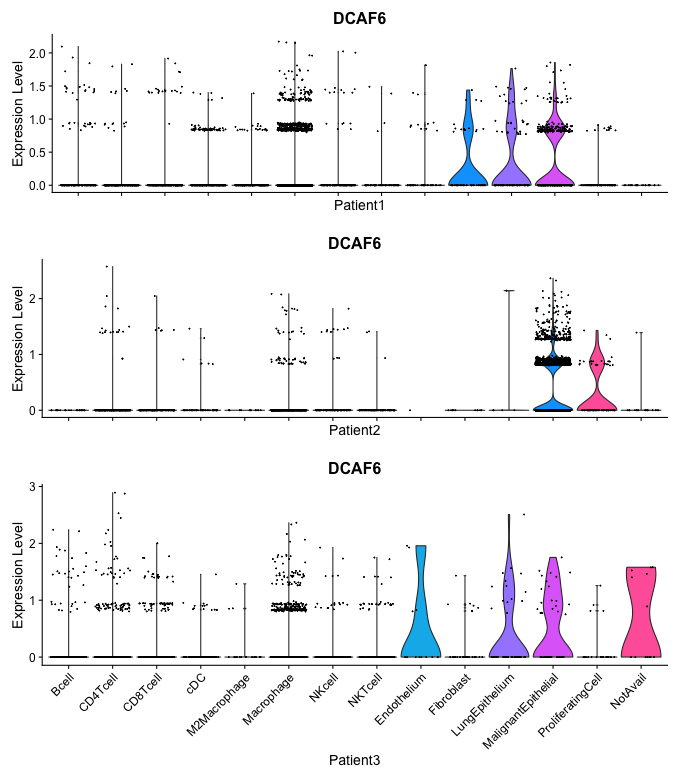 DCAF6
Expression Level
2.0
1.5
1.0
0.5
0.0
Patient1
DCAF6
Expression Level
2
1
0
Patient2
DCAF6
Expression Level
3
2
1
0
Bcell
CD4Tcell
CD8Tcell
cDC
M2Macrophage
Macrophage
NKcell
NKTcell
Endothelium
Fibroblast
LungEpithelium
MalignantEpithelial
ProliferatingCell
NotAvail
Patient3